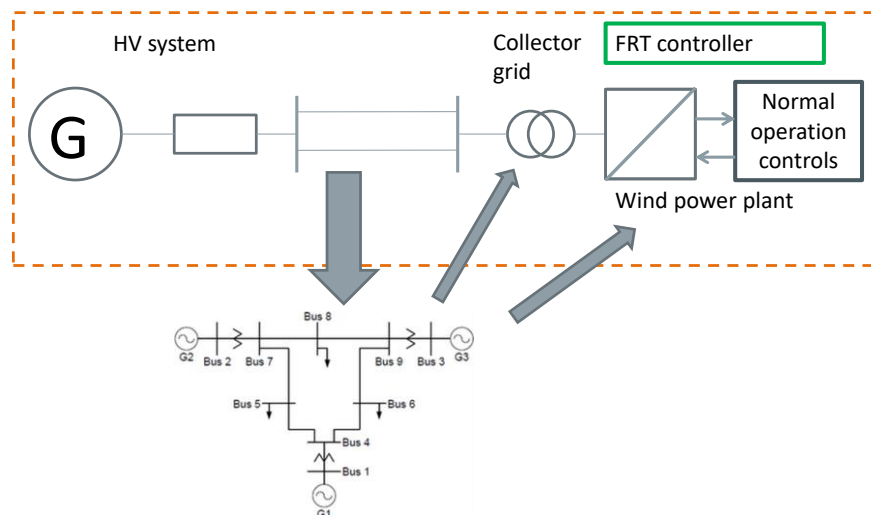 HV system
Collector
grid
FRT controller
G
Normal
operation
controls
Wind power plant
Bus 8
G2
Bus 2
Bus 7
Bus 9
Bus 3
G3
Bus 5
Bus 6
Bus 4
Bus 1
G1